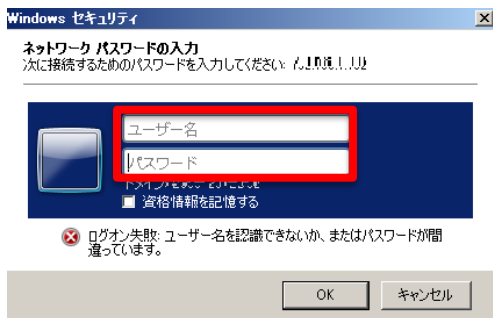 Windows セキュリティ
ネットワーク パスワードの入力
次に接続するためのパスワードを入力してください:
ユーザー名
パスワード
資格情報を記憶する
ログオン失敗: ユーザー名を認識できないか、またはパスワードが間
違っています。
OK
キャンセル